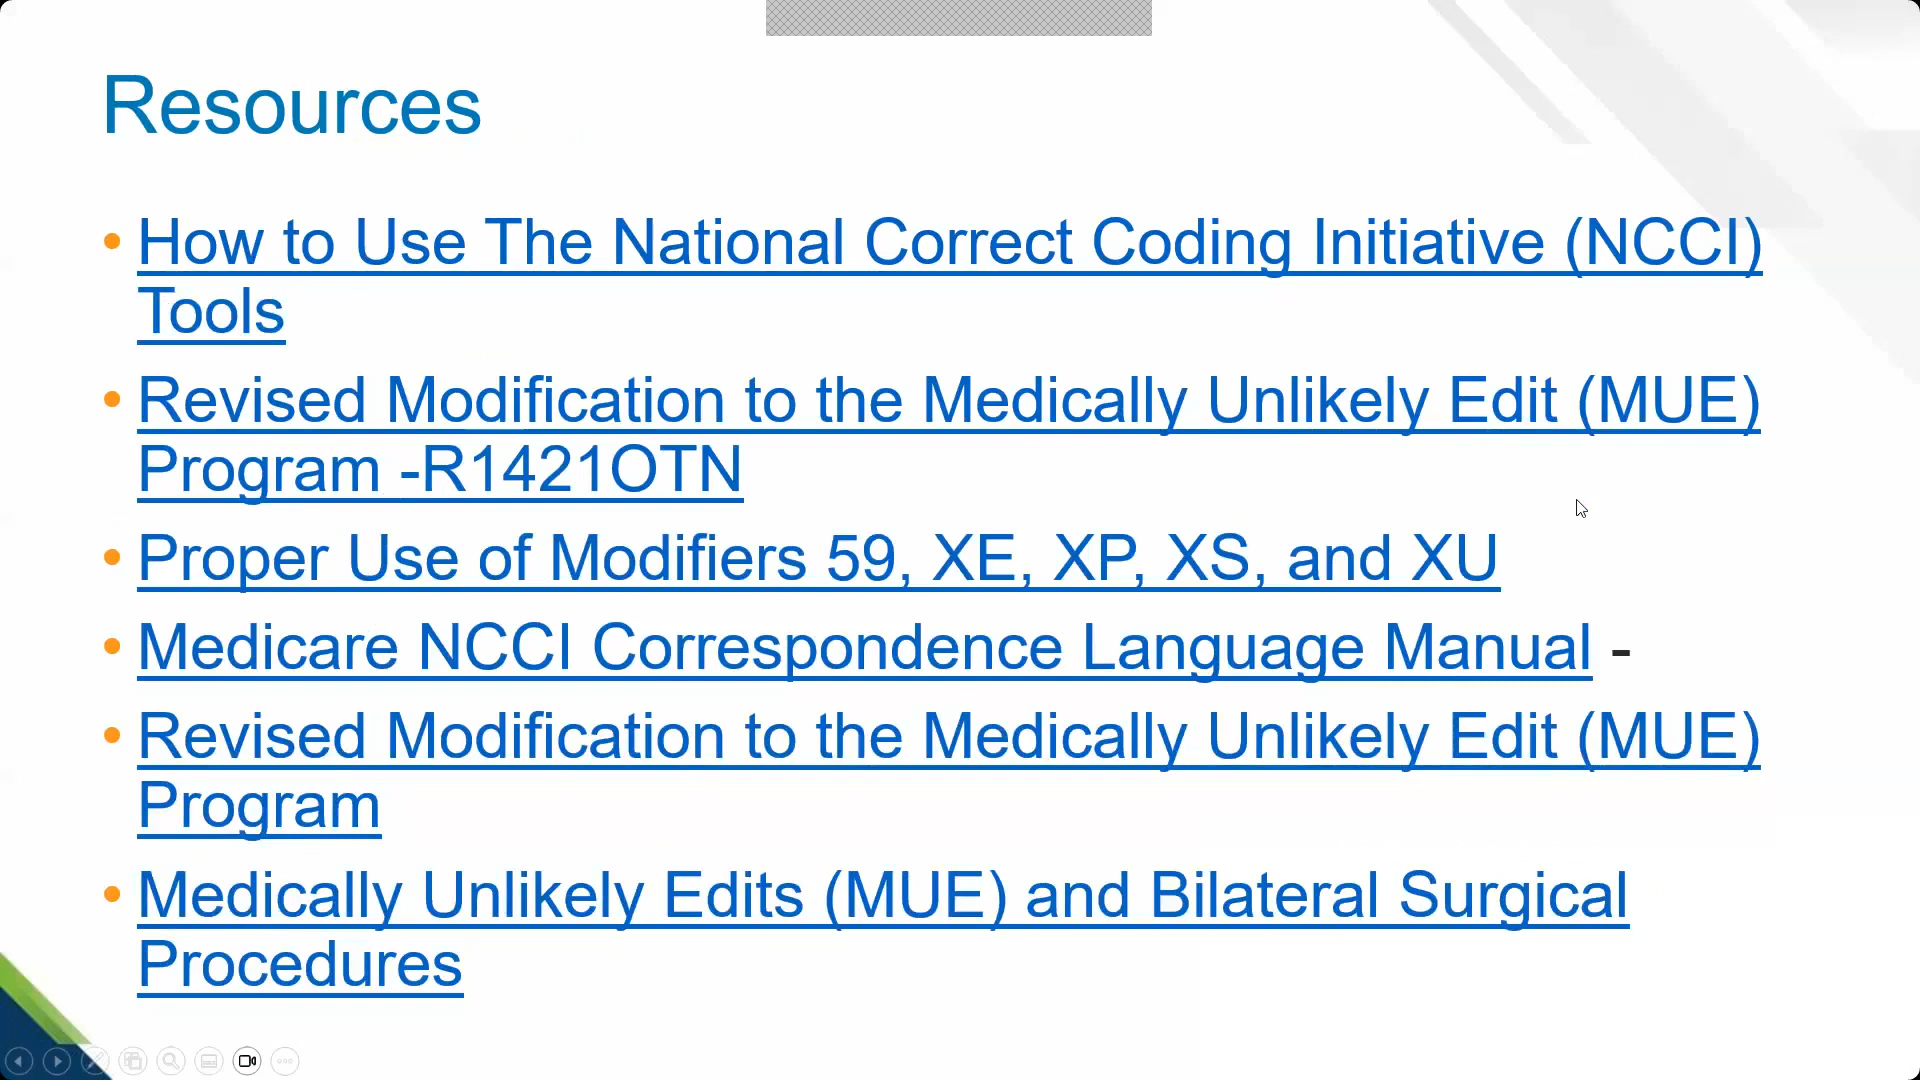 Resources
• How to Use The National Correct Coding Initiative (NCCI)
Tools
• Revised Modification to the Medically Unlikely Edit (MUE)
Program -R1421OTN
• Proper Use of Modifiers 59, XE, XP, XS, and XU
• Medicare NCCI Correspondence Language Manual -
• Revised Modification to the Medically Unlikely Edit (MUE)
Program
• Medically Unlikely Edits (MUE) and Bilateral Surgical
Procedures